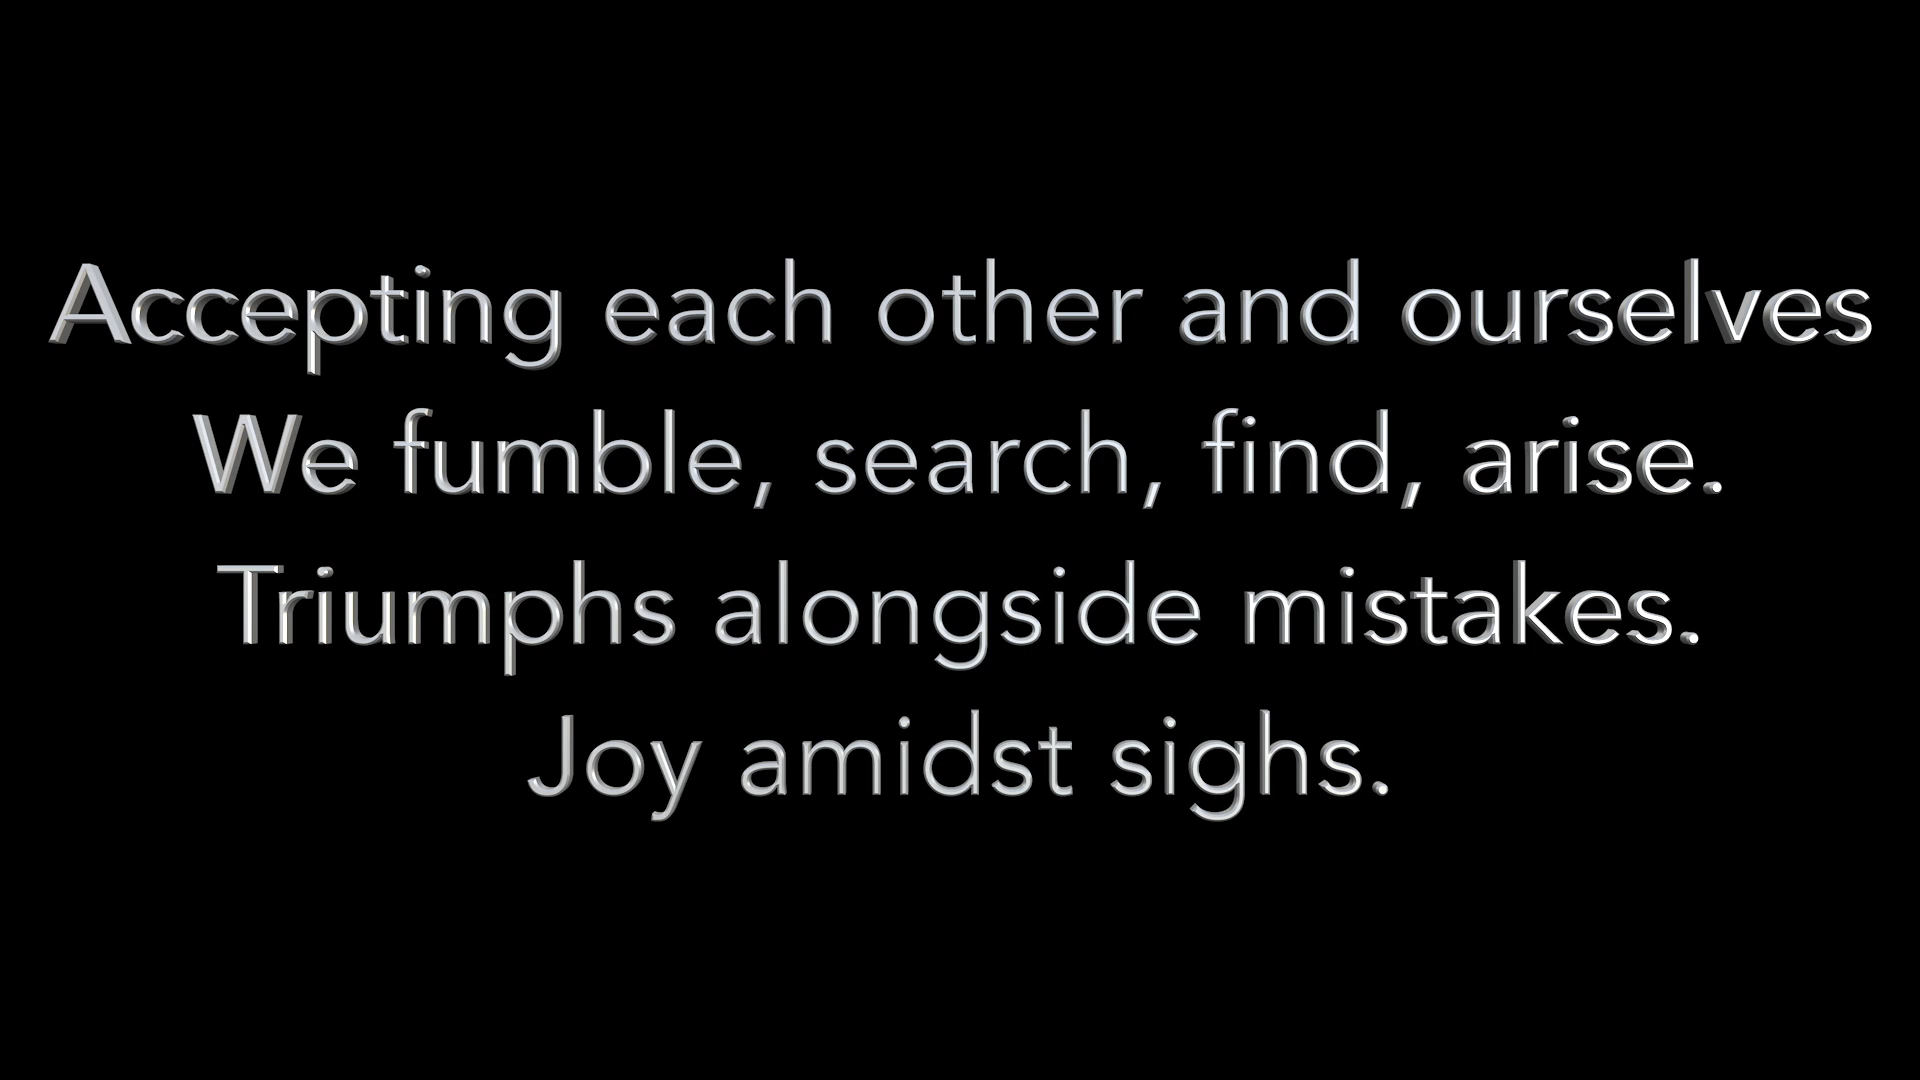 Accepting each other and ourselves
We fumble, search, find, arise.
Triumphs alongside mistakes.
Joy amidst sighs.